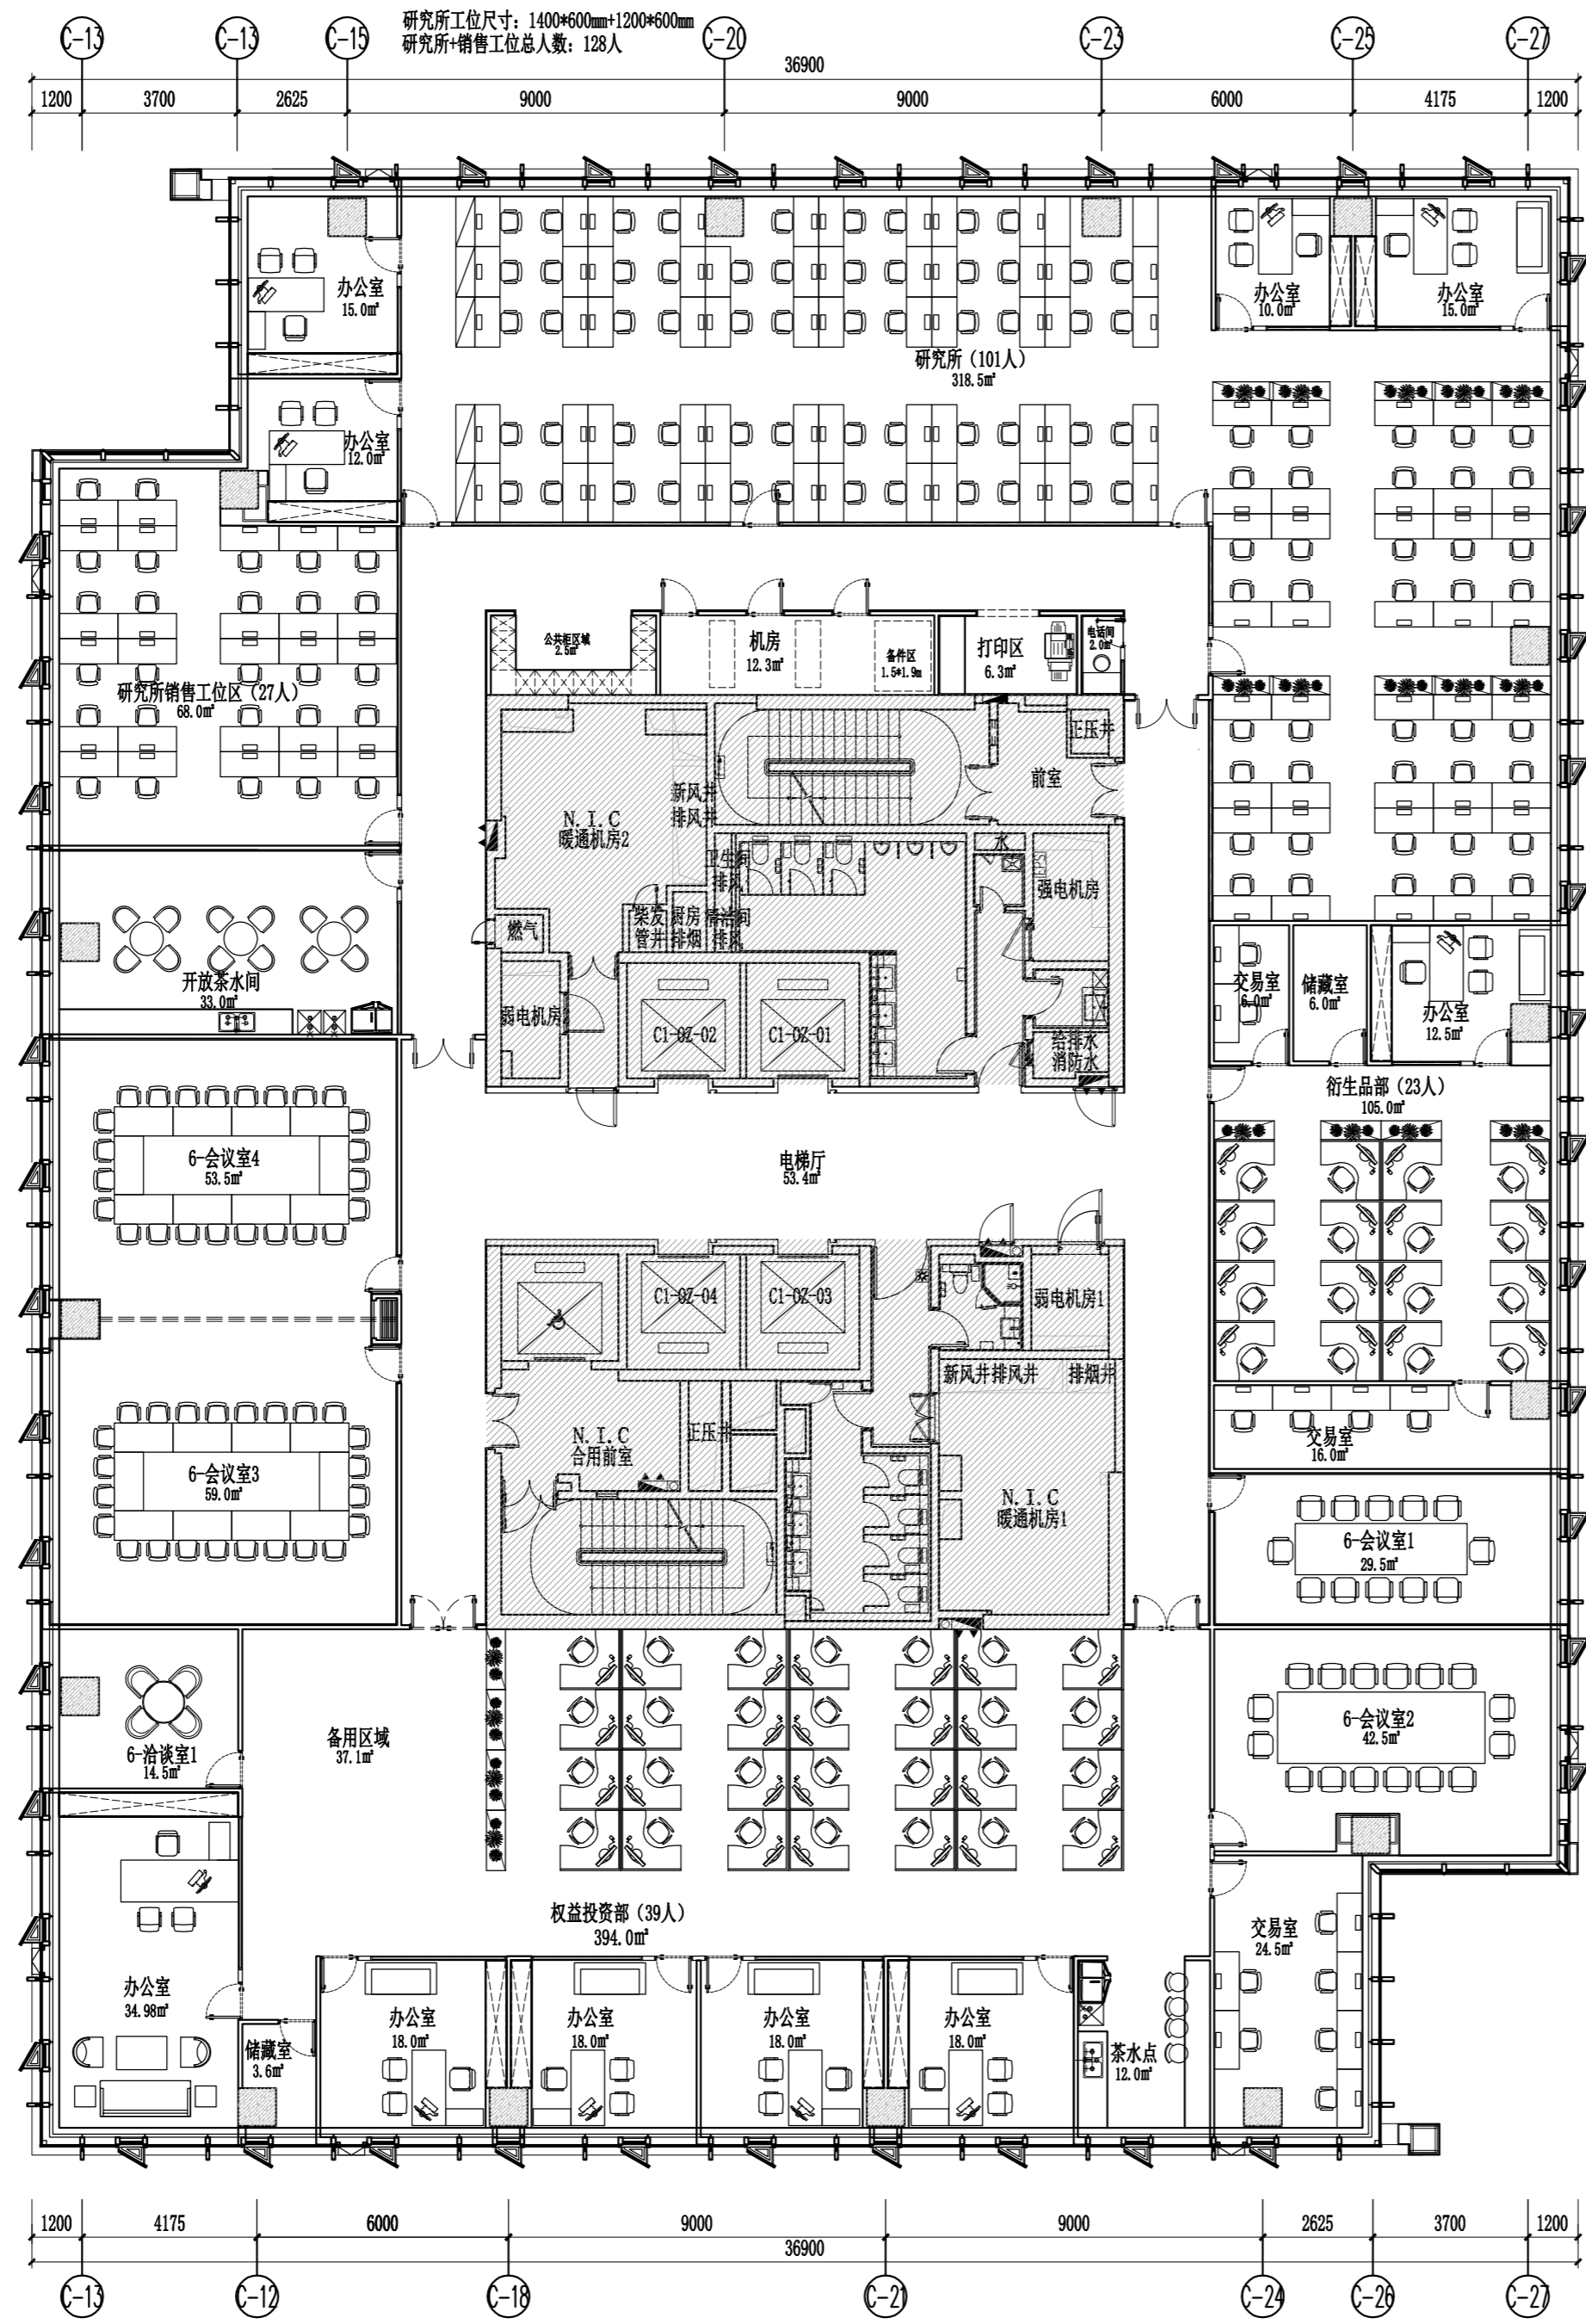 研究所工位尺寸：1400*600mm+1200*600mm
研究所+销售工位总人数：128人
C-13
C-13
C-15
C-20
C-23
C-25
C-27
36900
1200
3700
2625
9000
9000
6000
4175
1200
办公室
15.0㎡
办公室
10.0㎡
办公室
15.0㎡
研究所（101人）
318.5㎡
办公室
12.0㎡
公共柜区域
2.5㎡
机房
12.3㎡
备件区
1.5*1.9m
打印区
6.3㎡
电话间
2.0㎡
研究所销售工位区（27人）
68.0㎡
正压井
前室
新风井
排风井
N.I.C
暖通机房2
水
卫生间
排风
强电机房
柴发
管井
厨房
排烟
清洁间
排风
燃气
开放茶水间
33.0㎡
弱电机房2
C1-OZ-02
C1-OZ-01
给排水
消防水
交易室
6.0㎡
储藏室
6.0㎡
办公室
12.5㎡
衍生品部（23人）
105.0㎡
6-会议室4
53.5㎡
电梯厅
53.4㎡
C1-OZ-04
C1-OZ-03
弱电机房1
新风井排风井
排烟井
N.I.C
合用前室
正压井
6-会议室3
59.0㎡
N.I.C
暖通机房1
交易室
16.0㎡
6-会议室1
29.5㎡
6-洽谈室1
14.5㎡
备用区域
37.1㎡
6-会议室2
42.5㎡
权益投资部（39人）
394.0㎡
交易室
24.5㎡
办公室
34.98㎡
储藏室
3.6㎡
办公室
18.0㎡
办公室
18.0㎡
办公室
18.0㎡
办公室
18.0㎡
茶水点
12.0㎡
1200
4175
6000
9000
9000
2625
3700
1200
36900
C-13
C-12
C-18
C-21
C-24
C-26
C-27